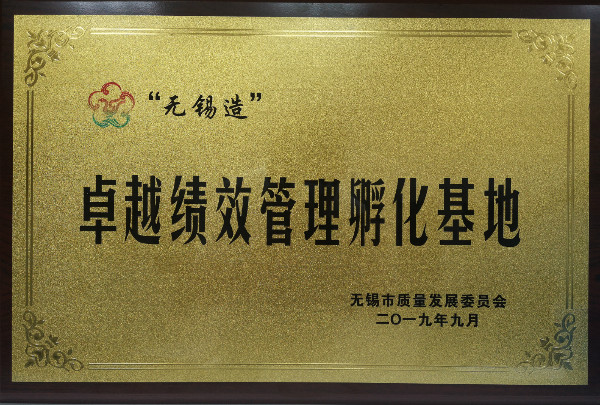 “无锡造”
卓越绩效管理孵化基地
无锡市质量发展委员会
二〇一九年九月